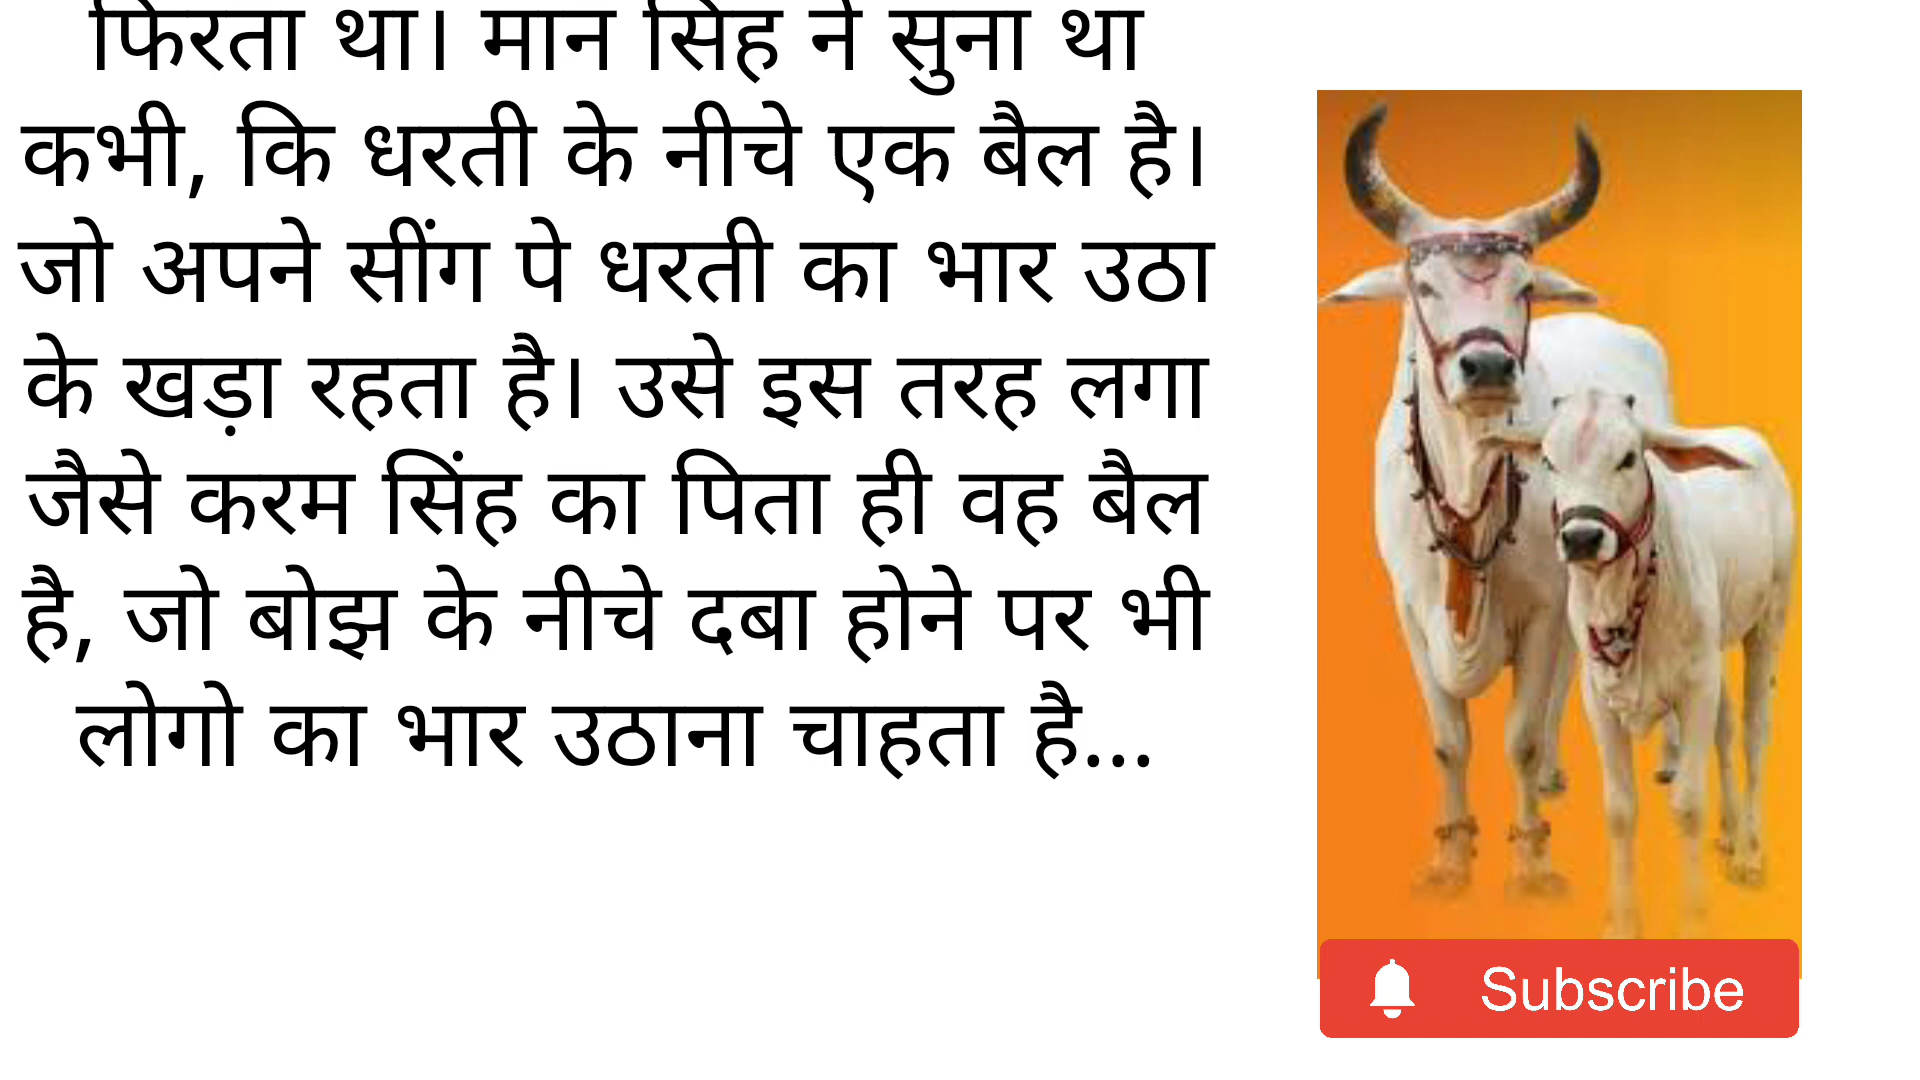 फिरता था। मान सिंह ने सुना था
कभी, कि धरती के नीचे एक बैल है।
जो अपने सींग पे धरती का भार उठा
के खड़ा रहता है। उसे इस तरह लगा
जैसे करम सिंह का पिता ही वह बैल
है, जो बोझ के नीचे दबा होने पर भी
लोगो का भार उठाना चाहता है...
Subscribe